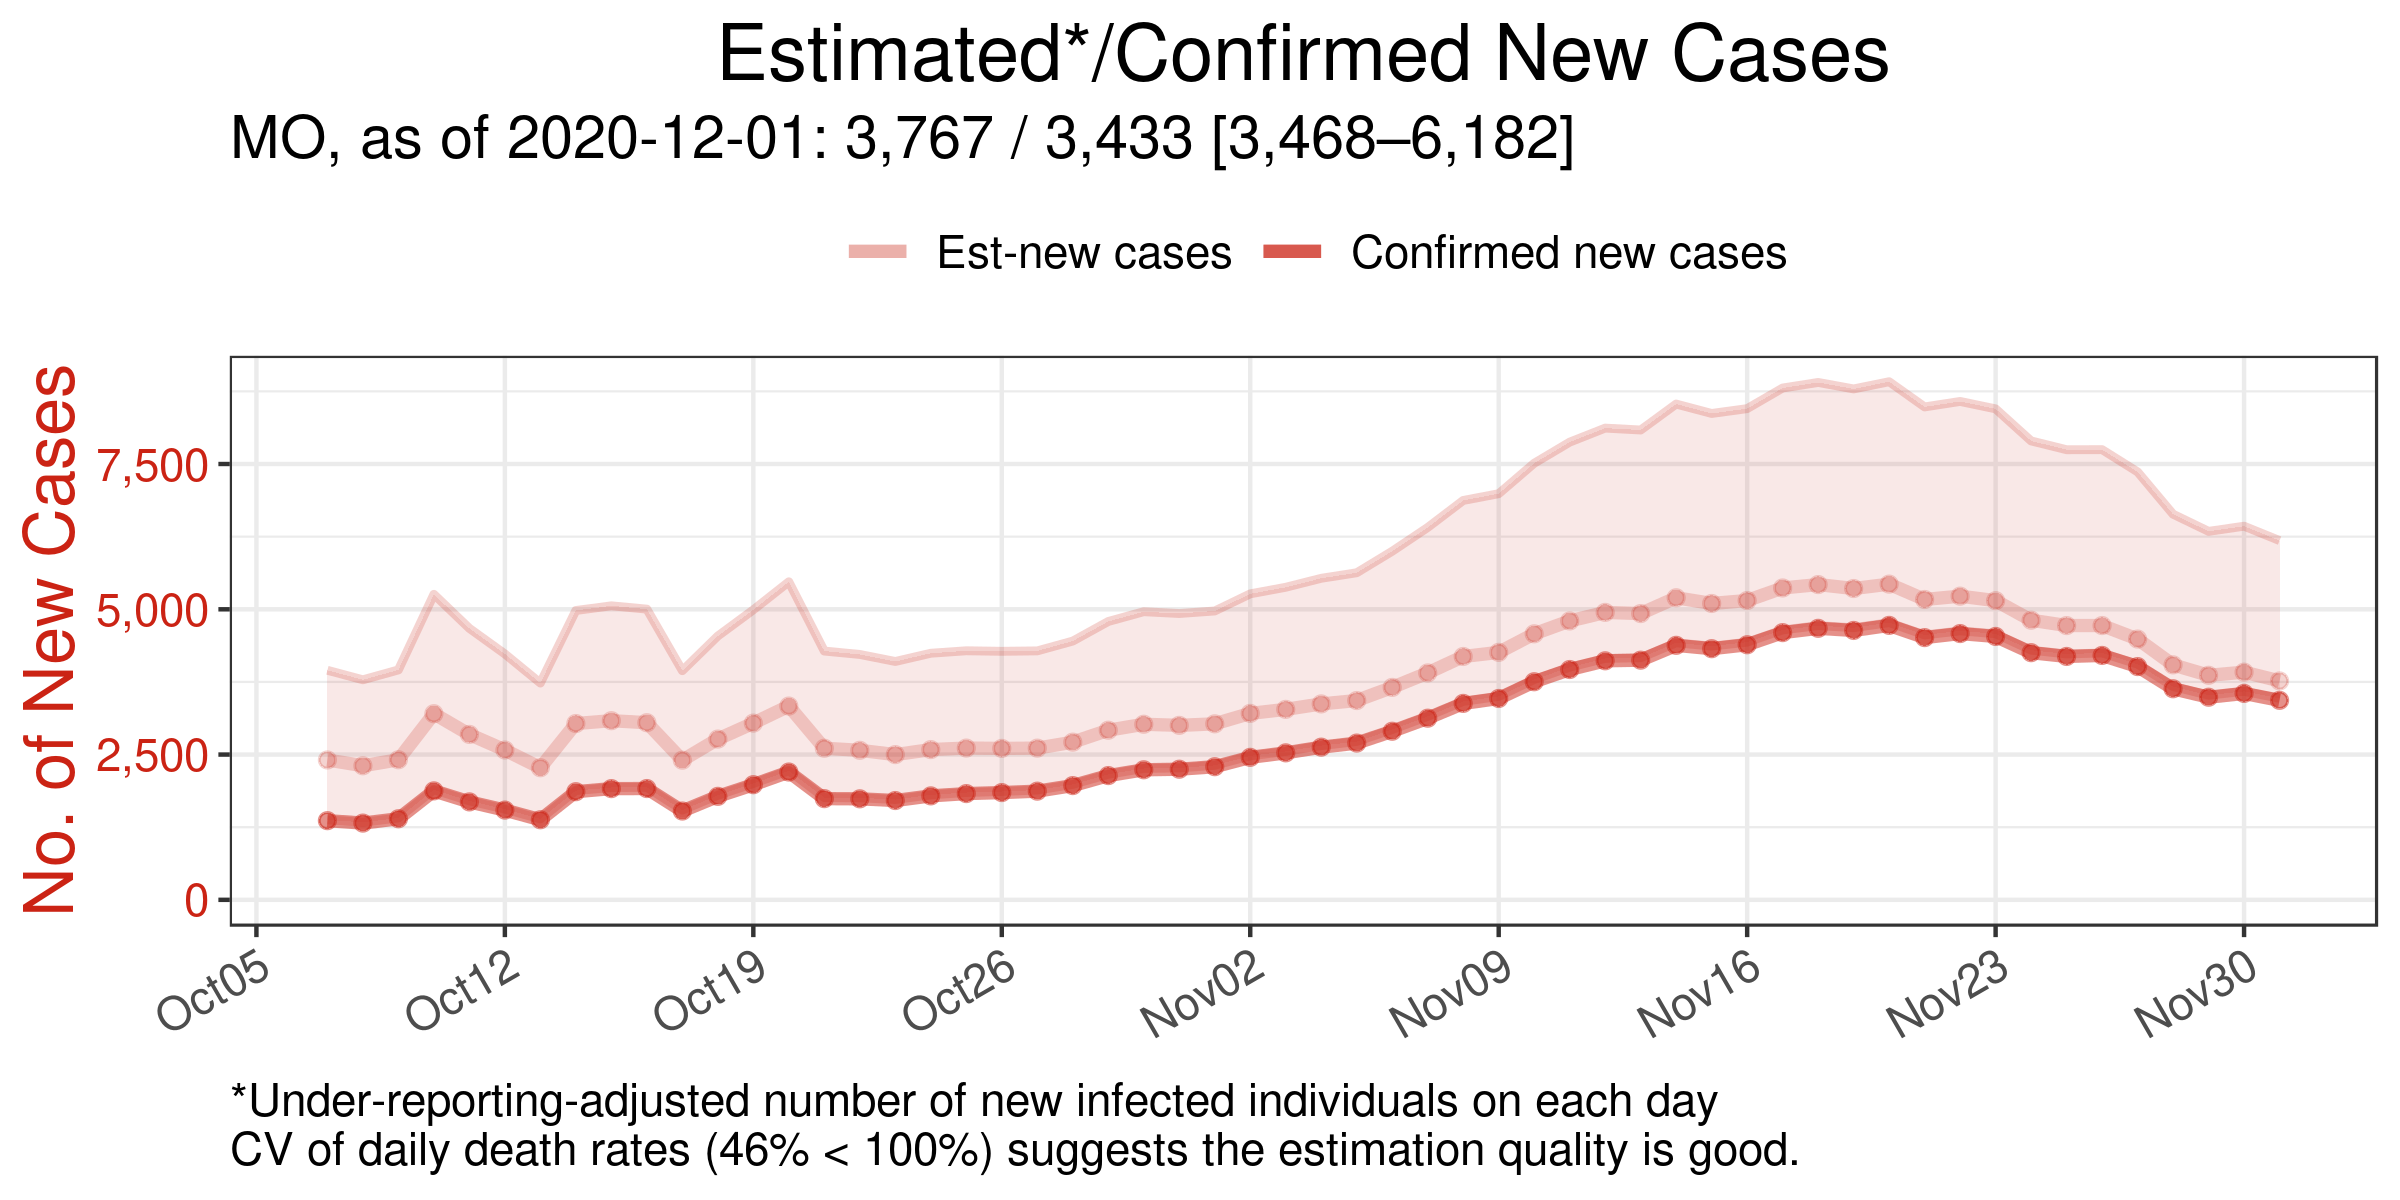 Estimated*/Confirmed New Cases
MO, as of 2020-12-01: 3,767 / 3,433 [3,468–6,182]
Est-new cases
Confirmed new cases
No. of New Cases
7,500
5,000
2,500
0
Oct05
Oct12
Oct19
Oct26
Nov02
Nov09
Nov16
Nov23
Nov30
*Under-reporting-adjusted number of new infected individuals on each day
CV of daily death rates (46% < 100%) suggests the estimation quality is good.